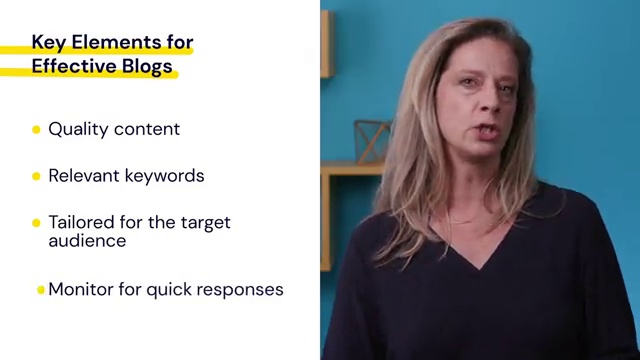 Key Elements for
Effective Blogs
Quality content
Relevant keywords
Tailored for the target
audience
Monitor for quick responses